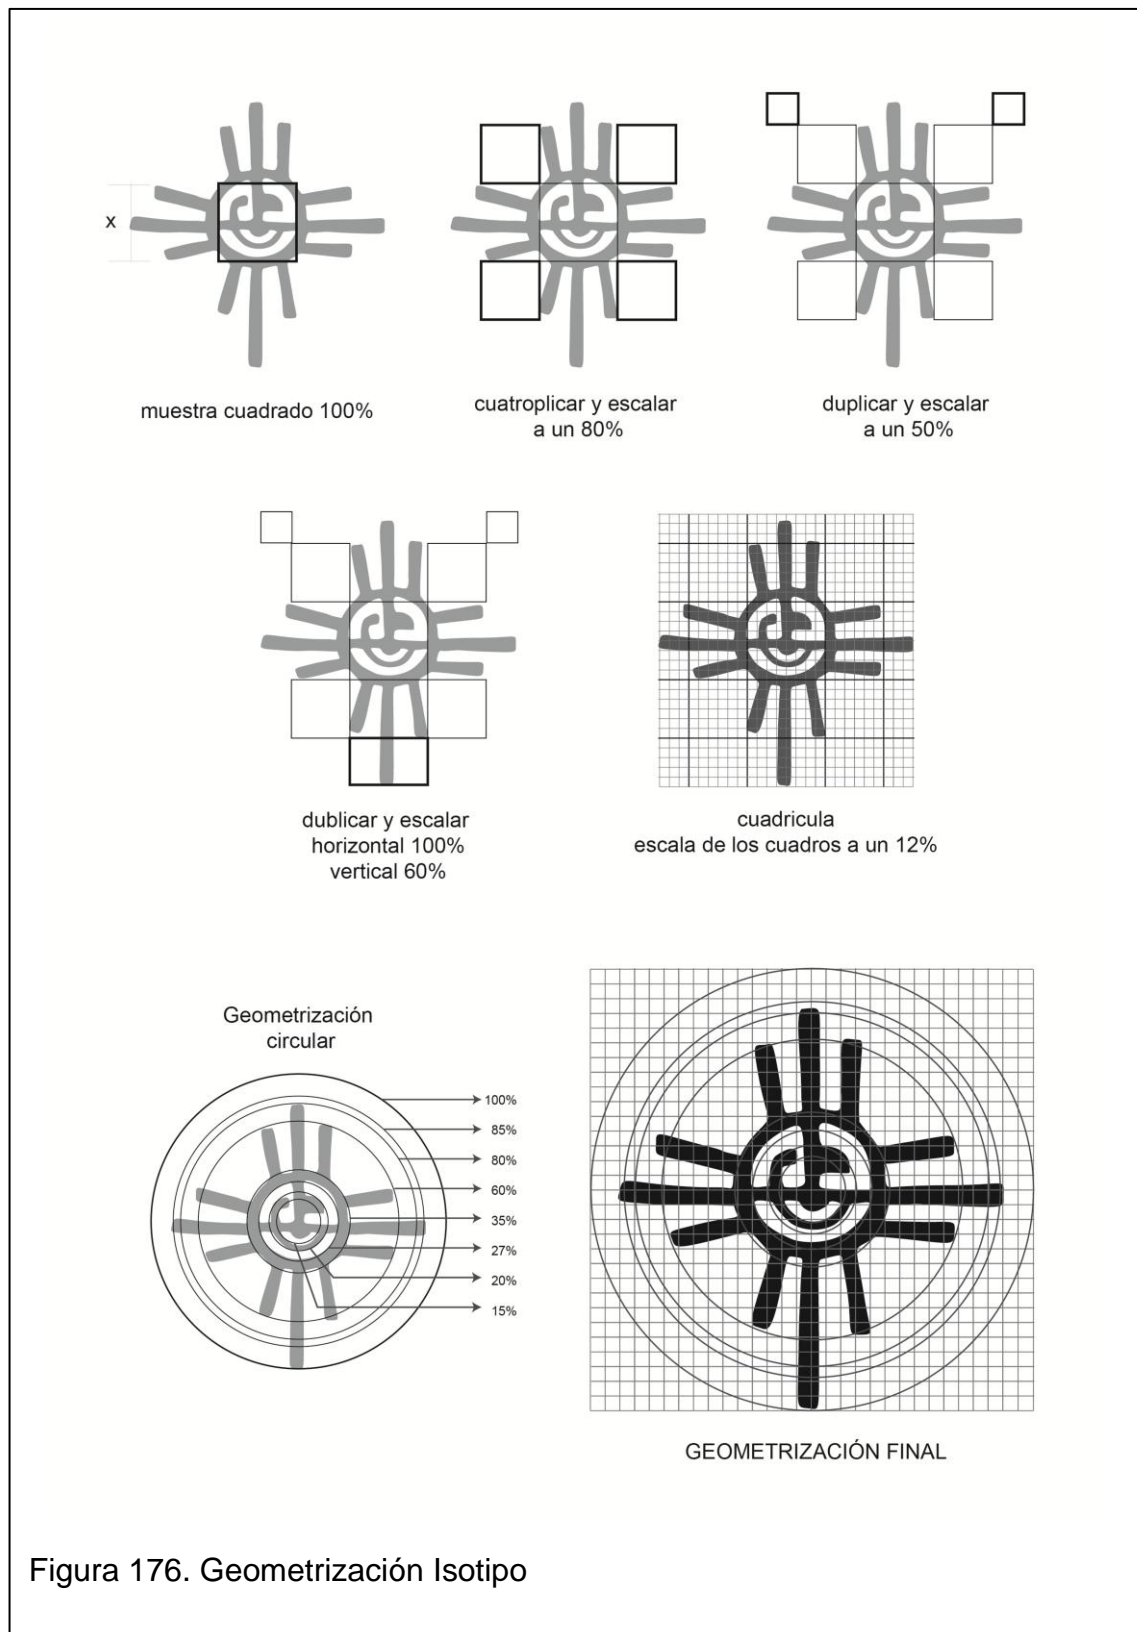 x
muestra cuadrado 100%
cuatroplicar y escalar
a un 80%
duplicar y escalar
a un 50%
dublicar y escalar
horizontal 100%
vertical 60%
cuadricula
escala de los cuadros a un 12%
Geometrización
circular
100%
85%
80%
60%
35%
27%
20%
15%
GEOMETRIZACIÓN FINAL
Figura 176. Geometrización Isotipo